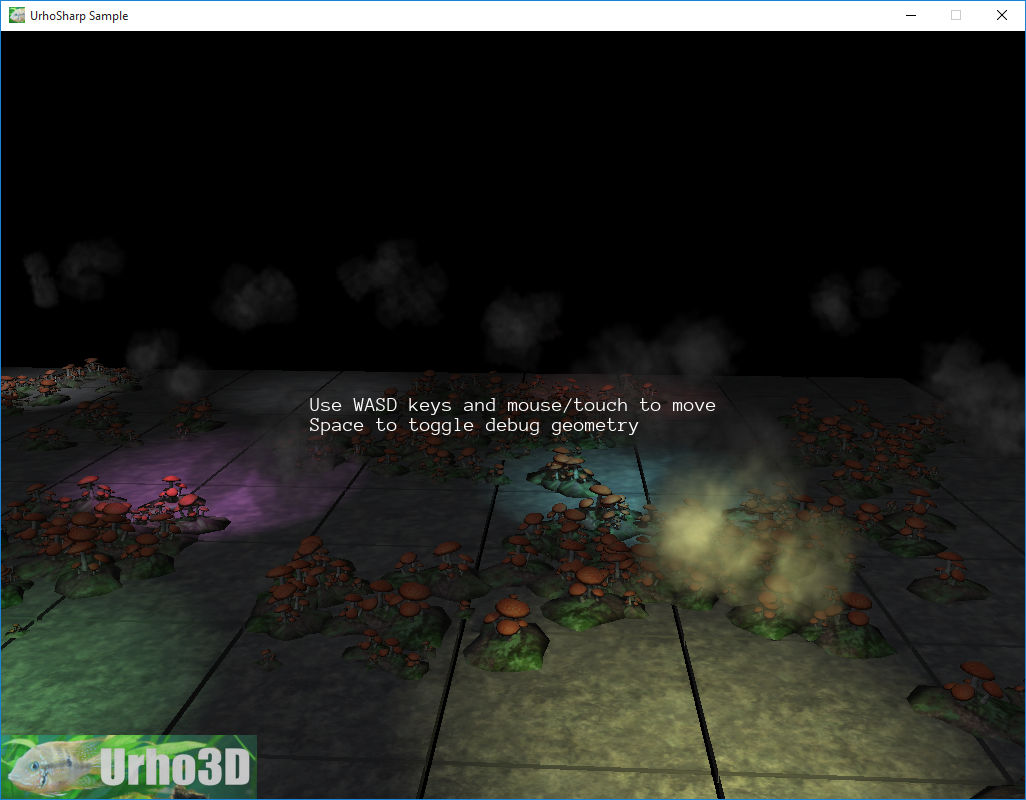 UrhoSharp Sample
Use WASD keys and mouse/touch to move
Space to toggle debug geometry
Urho3D